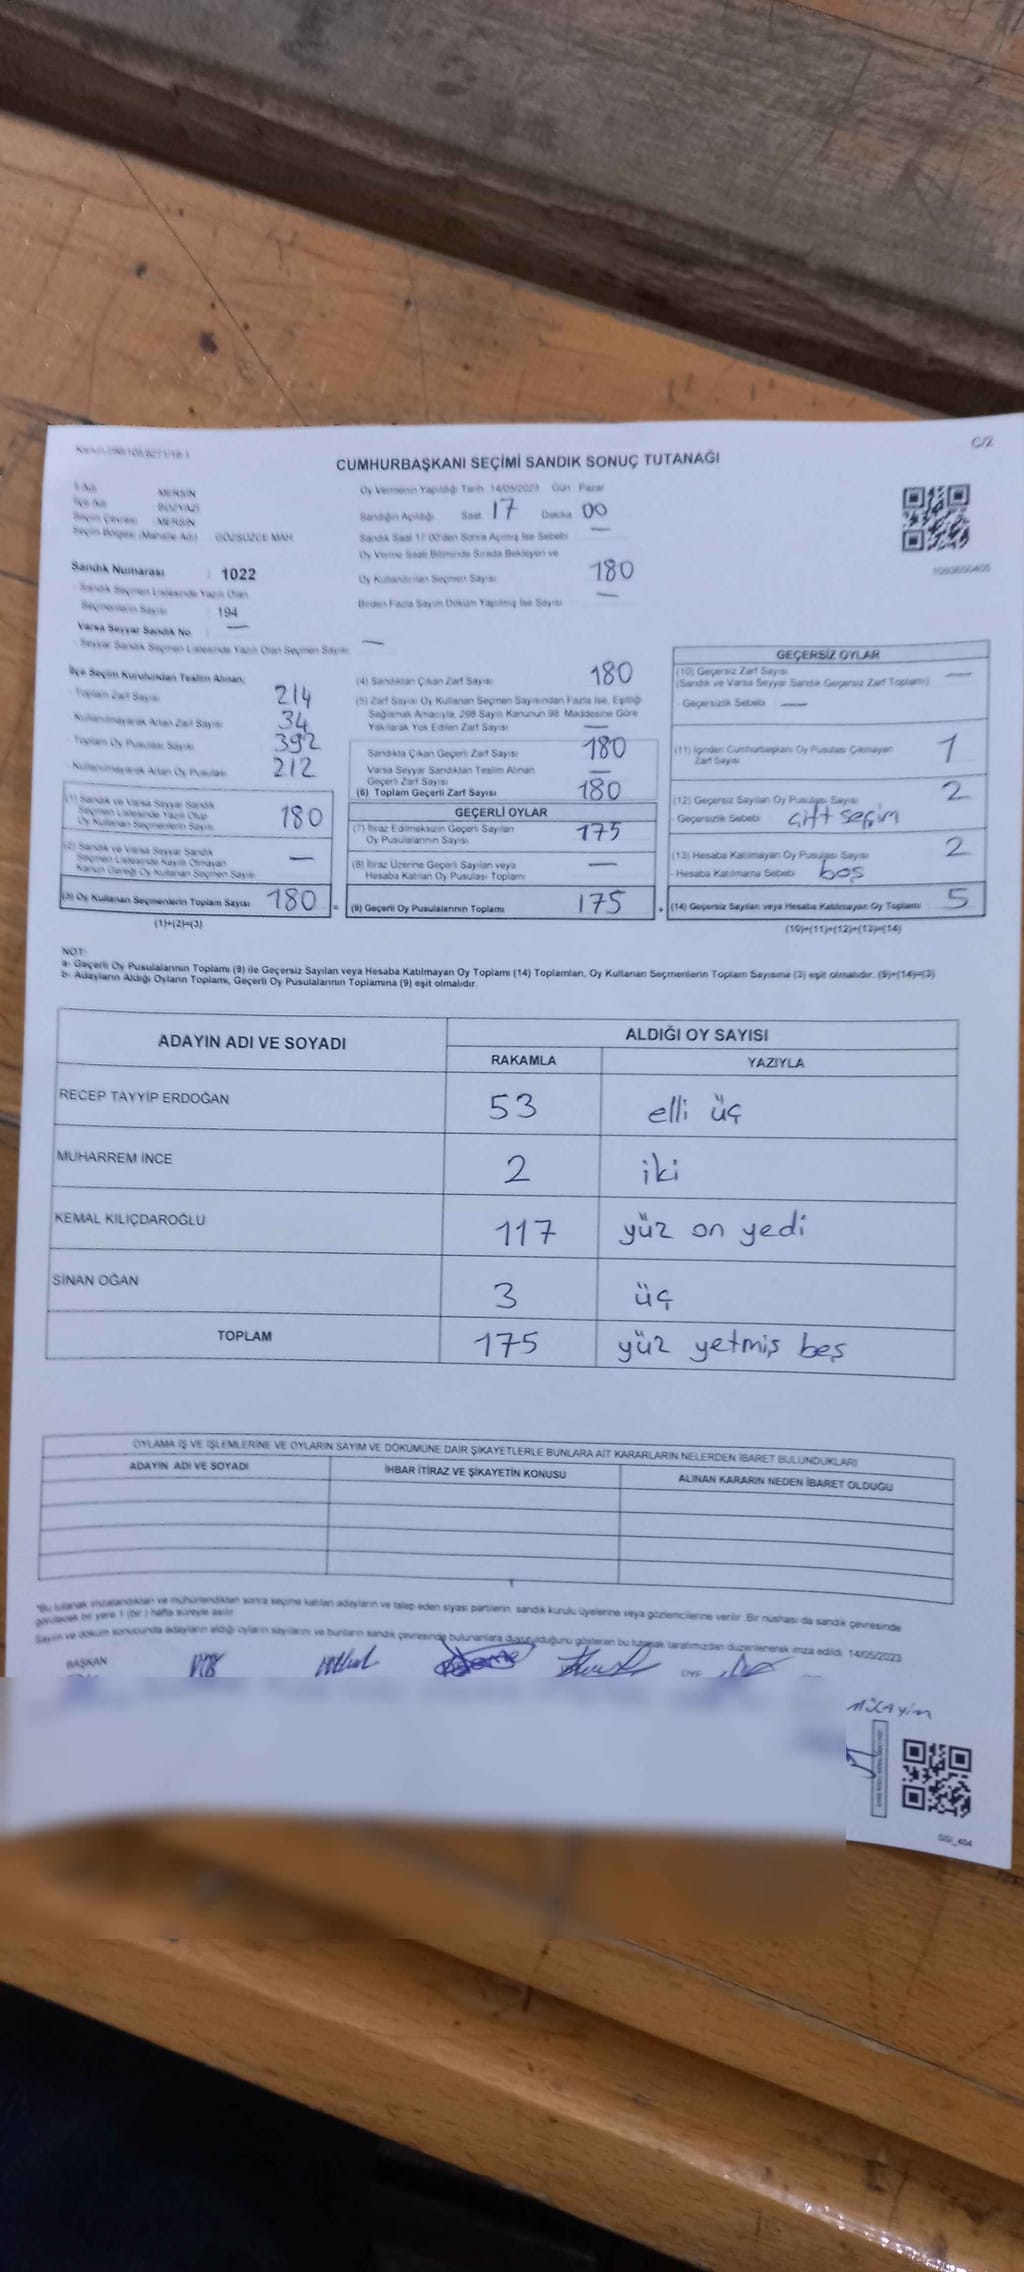 C/2
CUMHURBAŞKANI SEÇİMİ SANDIK SONUÇ TUTANAĞI
İl Adı MERSİN
İlçe Adı BOZYAZI
Seçim Çevresi : MERSİN
Seçim Bölgesi (Mahalle Adı) GÖZSÜZCE MAH
Sandık Numarası : 1022
Sandık Seçmen Listesinde Yazılı Olan
Seçmenlerin Sayısı : 194
Varsa Seyyar Sandık No —
Seyyar Sandık Seçmen Listesinde Yazılı Olan Seçmen Sayısı —
Oy Vermenin Yapıldığı Tarih 14/05/2023 Gün Pazar
Sandığın Açıldığı Saat 17 Dakika 00
Sandık Saat 17:00'den Sonra Açılmış İse Sebebi —
Oy Verme Saati Bitiminde Sırada Bekleyen ve
Oy Kullandırılan Seçmen Sayısı 180
Birden Fazla Sayım Döküm Yapılmış İse Sayısı —
İlçe Seçim Kurulundan Teslim Alınan;
- Toplam Zarf Sayısı 214
- Kullanılmayarak Artan Zarf Sayısı 34
- Toplam Oy Pusulası Sayısı 392
- Kullanılmayarak Artan Oy Pusulası 212
(1) Sandık ve Varsa Seyyar Sandık
Seçmen Listesinde Yazılı Olup
Oy Kullanan Seçmenlerin Sayısı 180
(2) Sandık ve Varsa Seyyar Sandık
Seçmen Listesinde Kayıtlı Olmayan
Kanun Gereği Oy Kullanan Seçmen Sayısı —
(3) Oy Kullanan Seçmenlerin Toplam Sayısı 180 =
(1)+(2)=(3)
(4) Sandıktan Çıkan Zarf Sayısı 180
(5) Zarf Sayısı Oy Kullanan Seçmen Sayısından Fazla İse, Eşitliği
Sağlamak Amacıyla, 298 Sayılı Kanunun 98. Maddesine Göre
Yakılarak Yok Edilen Zarf Sayısı —
Sandıkta Çıkan Geçerli Zarf Sayısı 180
Varsa Seyyar Sandıktan Teslim Alınan
Geçerli Zarf Sayısı —
(6) Toplam Geçerli Zarf Sayısı 180
GEÇERLİ OYLAR
(7) İtiraz Edilmeksizin Geçerli Sayılan
Oy Pusulalarının Sayısı 175
(8) İtiraz Üzerine Geçerli Sayılan veya
Hesaba Katılan Oy Pusulası Toplamı —
(9) Geçerli Oy Pusulalarının Toplamı 175 +
GEÇERSİZ OYLAR
(10) Geçersiz Zarf Sayısı —
(Sandık ve Varsa Seyyar Sandık Geçersiz Zarf Toplamı)
- Geçersizlik Sebebi —
(11) İçinden Cumhurbaşkanı Oy Pusulası Çıkmayan
Zarf Sayısı 1
(12) Geçersiz Sayılan Oy Pusulası Sayısı 2
- Geçersizlik Sebebi çift seçim
(13) Hesaba Katılmayan Oy Pusulası Sayısı 2
- Hesaba Katılmama Sebebi boş
(14) Geçersiz Sayılan veya Hesaba Katılmayan Oy Toplamı 5
(10)+(11)+(12)+(13)=(14)
NOT:
a- Geçerli Oy Pusulalarının Toplamı (9) ile Geçersiz Sayılan veya Hesaba Katılmayan Oy Toplamı (14) Toplamları, Oy Kullanan Seçmenlerin Toplam Sayısına (3) eşit olmalıdır. (9)+(14)=(3)
b- Adayların Aldığı Oyların Toplamı, Geçerli Oy Pusulalarının Toplamına (9) eşit olmalıdır.
ADAYIN ADI VE SOYADI ALDIĞI OY SAYISI
RAKAMLA YAZIYLA
RECEP TAYYİP ERDOĞAN 53 elli üç
MUHARREM İNCE 2 iki
KEMAL KILIÇDAROĞLU 117 yüz on yedi
SİNAN OĞAN 3 üç
TOPLAM 175 yüz yetmiş beş
OYLAMA İŞ VE İŞLEMLERİNE VE OYLARIN SAYIM VE DÖKÜMÜNE DAİR ŞİKAYETLERLE BUNLARA AİT KARARLARIN NELERDEN İBARET BULUNDUKLARI
ADAYIN ADI VE SOYADI İHBAR İTİRAZ VE ŞİKAYETİN KONUSU ALINAN KARARIN NEDEN İBARET OLDUĞU
*Bu tutanak imzalandıktan ve mühürlendikten sonra seçime katılan adayların ve talep eden siyasi partilerin sandık kurulu üyelerine veya gözlemcilerine verilir. Bir nüshası da sandık çevresinde
görülecek bir yere 1 (bir) hafta süreyle asılır.
Sayım ve döküm sonucunda adayların aldığı oyların sayılarını ve bunların sandık çevresinde bulunanlara duyurulduğunu gösteren bu tutanak tarafımızdan düzenlenerek imza edildi. 14/05/2023
BAŞKAN ÜYE